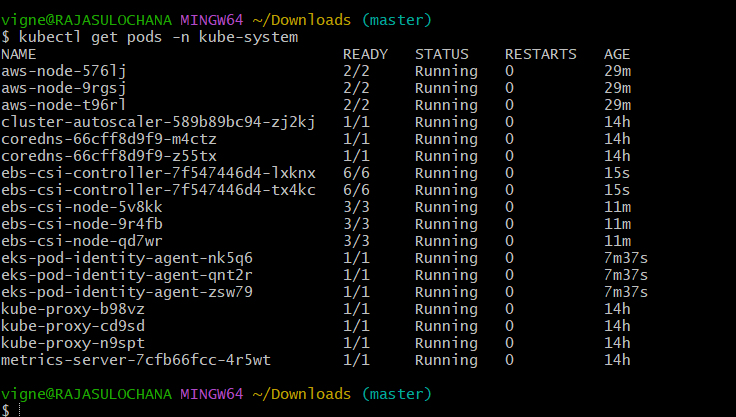 vigne@RAJASULOCHANA MINGW64 ~/Downloads (master)
$ kubectl get pods -n kube-system
NAME READY STATUS RESTARTS AGE
aws-node-576lj 2/2 Running 0 29m
aws-node-9rgsj 2/2 Running 0 29m
aws-node-t96rl 2/2 Running 0 29m
cluster-autoscaler-589b89bc94-zj2kj 1/1 Running 0 14h
coredns-66cff8d9f9-m4ctz 1/1 Running 0 14h
coredns-66cff8d9f9-z55tx 1/1 Running 0 14h
ebs-csi-controller-7f547446d4-lxknx 6/6 Running 0 15s
ebs-csi-controller-7f547446d4-tx4kc 6/6 Running 0 15s
ebs-csi-node-5v8kk 3/3 Running 0 11m
ebs-csi-node-9r4fb 3/3 Running 0 11m
ebs-csi-node-qd7wr 3/3 Running 0 11m
eks-pod-identity-agent-nk5q6 1/1 Running 0 7m37s
eks-pod-identity-agent-qnt2r 1/1 Running 0 7m37s
eks-pod-identity-agent-zsw79 1/1 Running 0 7m37s
kube-proxy-b98vz 1/1 Running 0 14h
kube-proxy-cd9sd 1/1 Running 0 14h
kube-proxy-n9spt 1/1 Running 0 14h
metrics-server-7cfb66fcc-4r5wt 1/1 Running 0 14h
vigne@RAJASULOCHANA MINGW64 ~/Downloads (master)
$